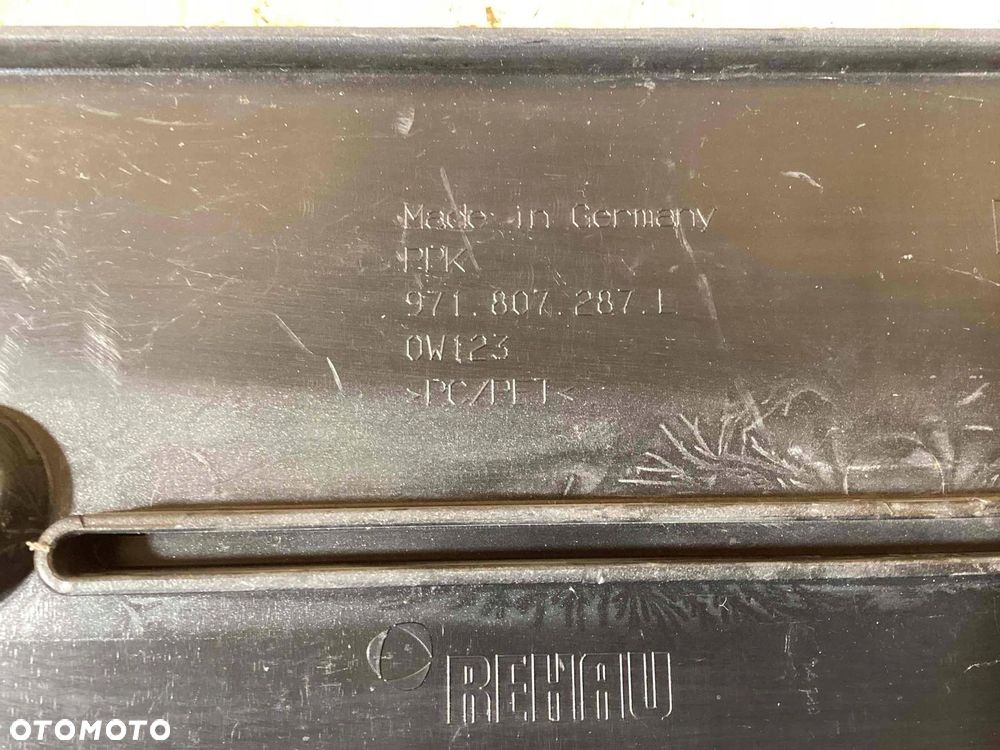 Made in Germany
PPK
971.807.287.L
0W123
>PC/PET<
REHAU
OTOMOTO